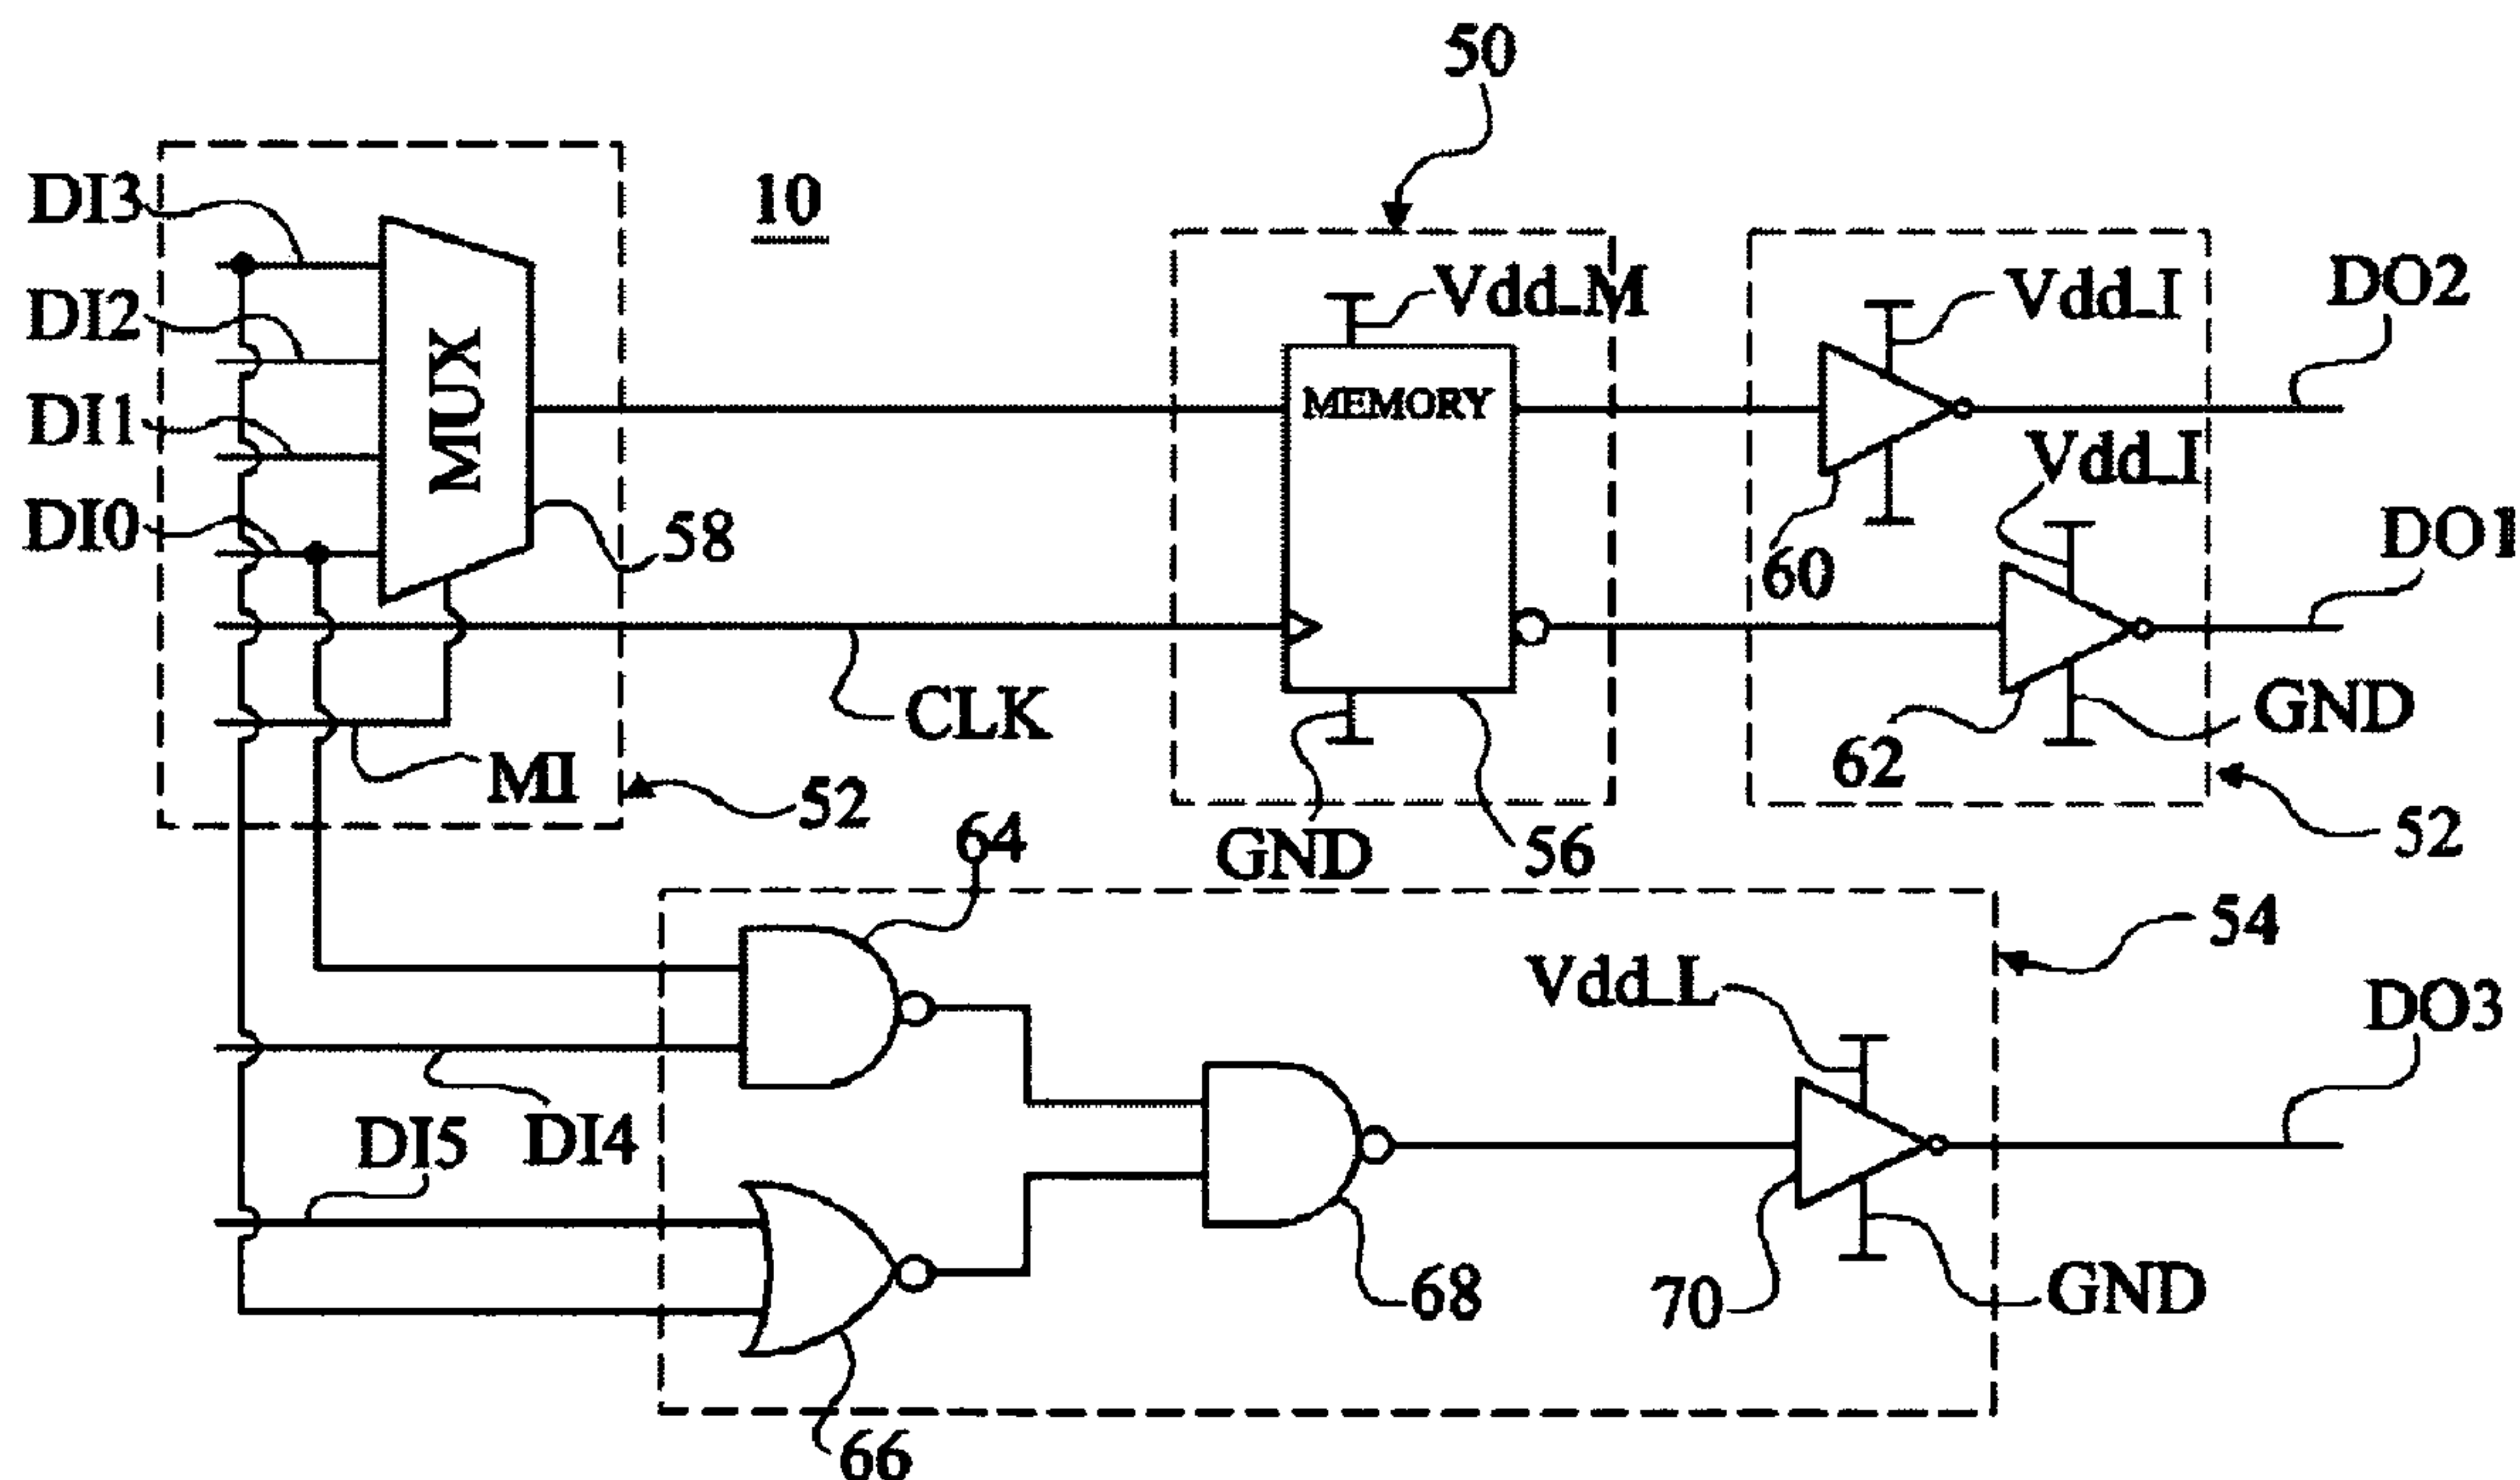 50
10
DI3
DI2
DI1
DI0
MUX
58
CLK
MI
52
Vdd_M
MEMORY
GND
56
Vdd_I
DO2
60
Vdd_I
DO1
GND
62
52
64
54
Vdd_L
DO3
DI5
DI4
68
70
GND
66